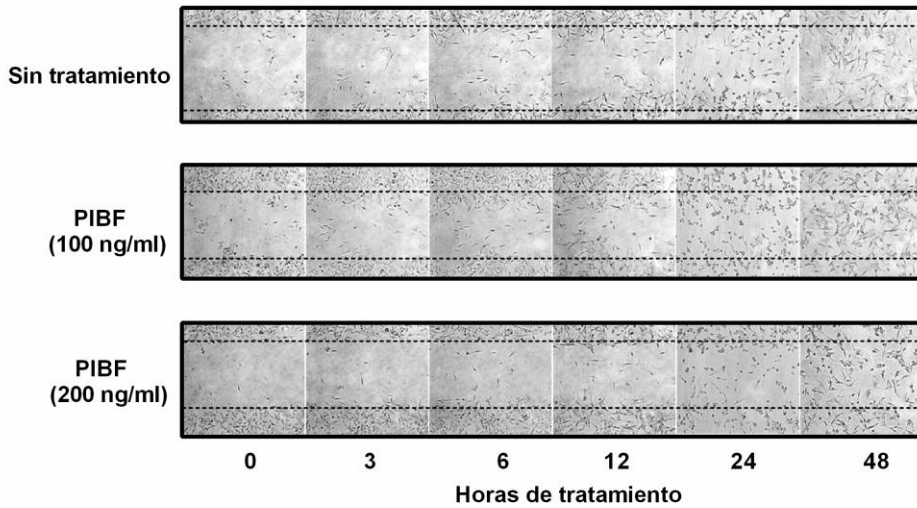 Sin tratamiento
PIBF
(100 ng/ml)
PIBF
(200 ng/ml)
0 3 6 12 24 48
Horas de tratamiento